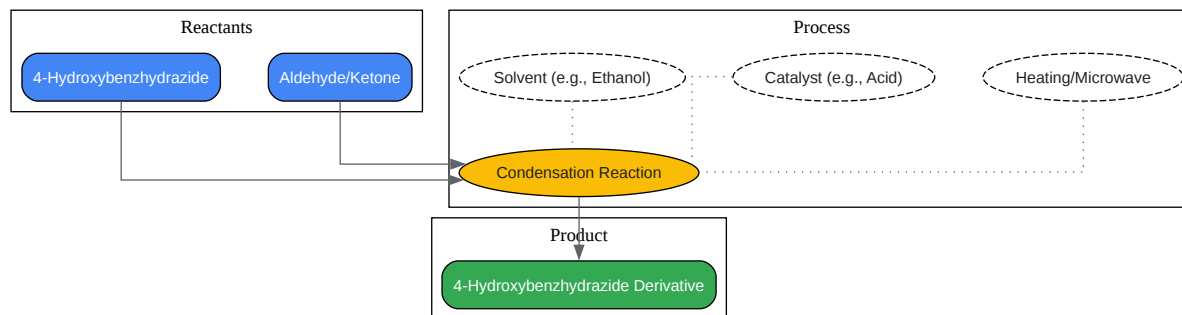 Reactants
Process
4-Hydroxybenzhydrazide
Aldehyde/Ketone
Solvent (e.g., Ethanol)
Catalyst (e.g., Acid)
Heating/Microwave
Condensation Reaction
Product
4-Hydroxybenzhydrazide Derivative